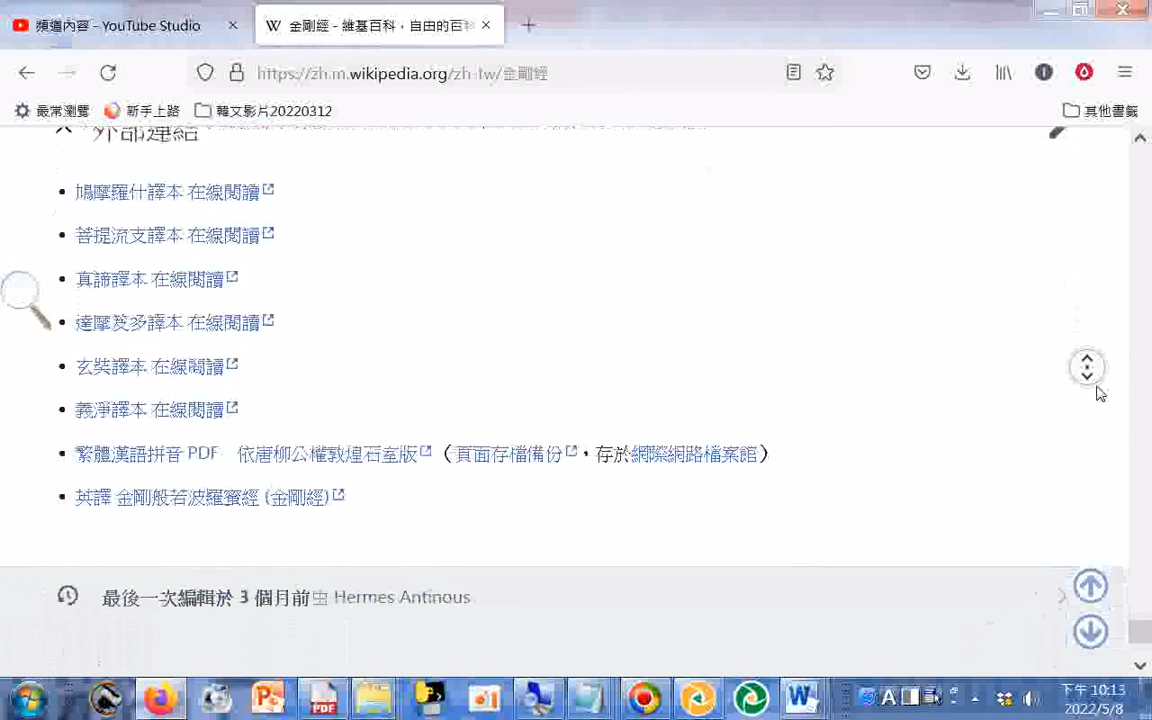 頻道內容 - YouTube Studio
金剛經 - 維基百科，自由的百科
https://zh.m.wikipedia.org/zh-tw/金剛經
最常瀏覽 新手上路 韓文影片20220312 其他書籤
外部連結
鳩摩羅什譯本 在線閱讀
菩提流支譯本 在線閱讀
真諦譯本 在線閱讀
達摩笈多譯本 在線閱讀
玄奘譯本 在線閱讀
義淨譯本 在線閱讀
繁體漢語拼音 PDF 依唐柳公權敦煌石室版（頁面存檔備份，存於網際網路檔案館）
英譯 金剛般若波羅蜜經 (金剛經)
最後一次編輯於 3 個月前由 Hermes Antinous
下午 10:13
2022/5/8